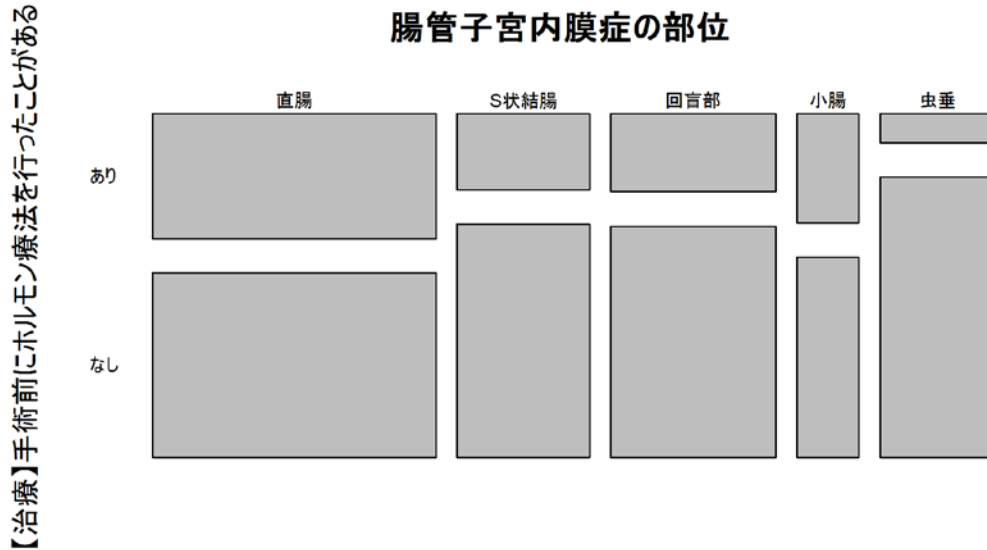 腸管子宮内膜症の部位
【治療】手術前にホルモン療法を行ったことがある
直腸
S状結腸
回盲部
小腸
虫垂
あり
なし